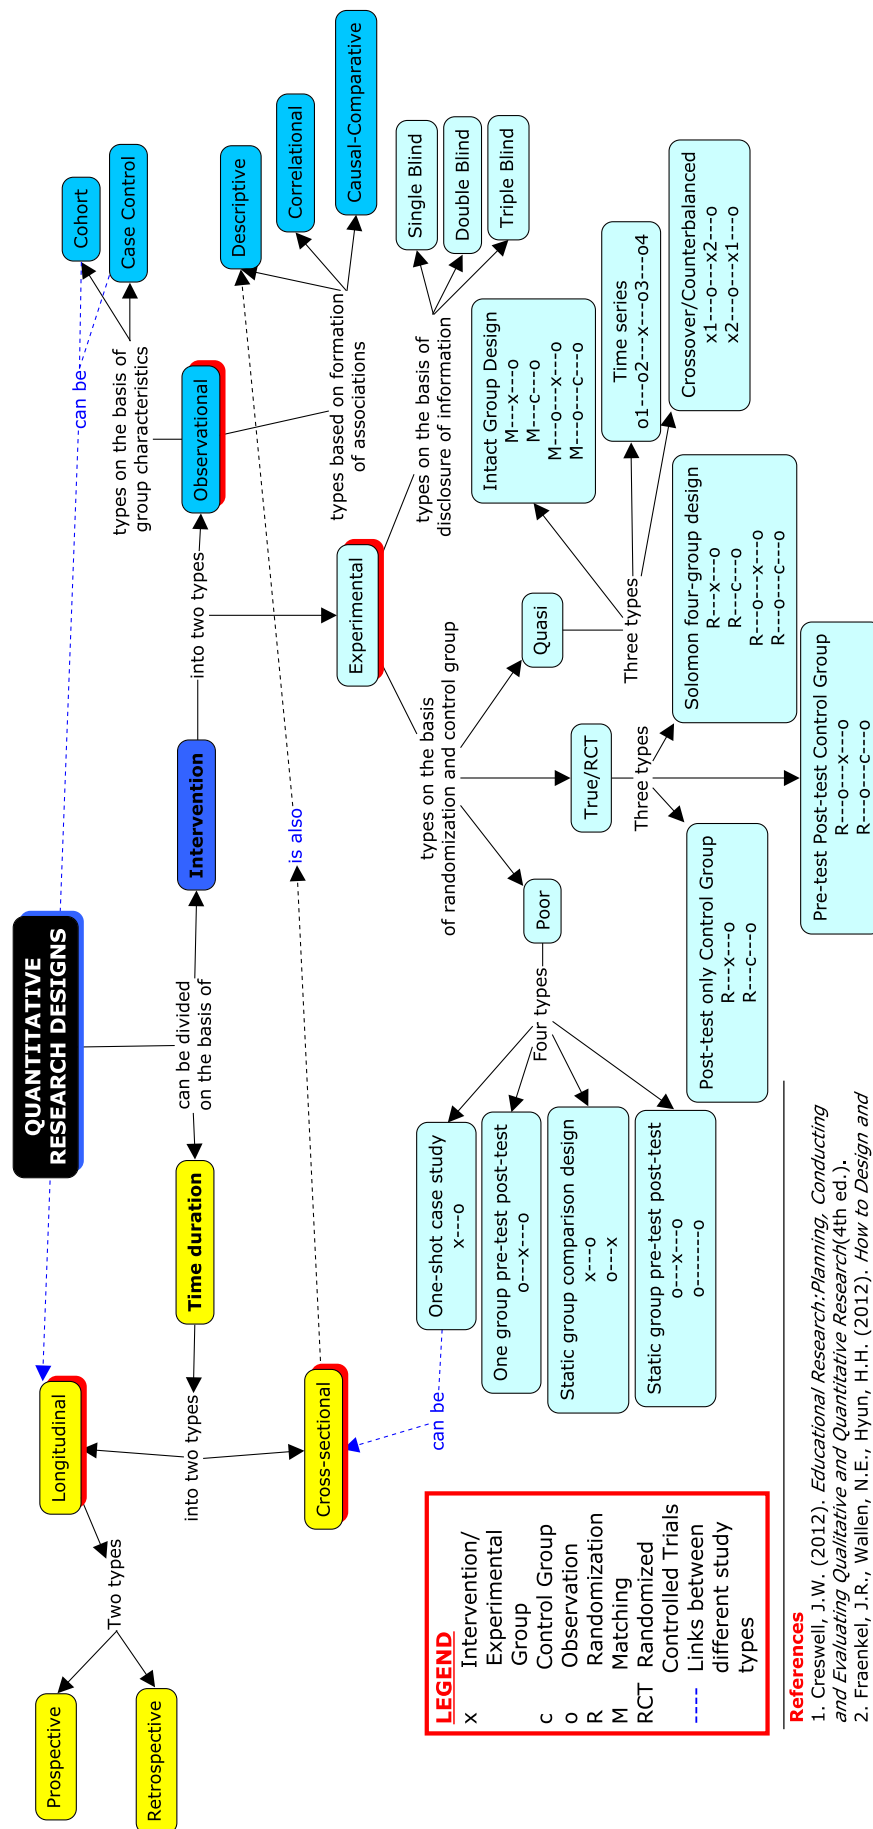 QUANTITATIVE
RESEARCH DESIGNS
can be divided
on the basis of
Time duration
Intervention
into two types
Longitudinal
Cross-sectional
Two types
Prospective
Retrospective
into two types
Observational
Experimental
can be
types on the basis of
group characteristics
Cohort
Case Control
types based on formation
of associations
Descriptive
Correlational
Causal-Comparative
is also
types on the basis of
disclosure of information
Single Blind
Double Blind
Triple Blind
types on the basis
of randomization and control group
Poor
True/RCT
Quasi
Four types
One-shot case study
x---o
One group pre-test post-test
o---x---o
Static group comparison design
x---o
o---x
Static group pre-test post-test
o---x---o
o------o
can be
Three types
Post-test only Control Group
R---x---o
R---c---o
Pre-test Post-test Control Group
R---o---x---o
R---o---c---o
Solomon four-group design
R---x---o
R---c---o
R---o---x---o
R---o---c---o
Three types
Intact Group Design
M---x---o
M---c---o
M---o---x---o
M---o---c---o
Time series
o1---o2---x---o3---o4
Crossover/Counterbalanced
x1---o---x2---o
x2---o---x1---o
LEGEND
x Intervention/
Experimental
Group
c Control Group
o Observation
R Randomization
M Matching
RCT Randomized
Controlled Trials
---- Links between
different study
types
References
1. Creswell, J.W. (2012). Educational Research:Planning, Conducting
and Evaluating Qualitative and Quantitative Research(4th ed.).
2. Fraenkel, J.R., Wallen, N.E., Hyun, H.H. (2012). How to Design and